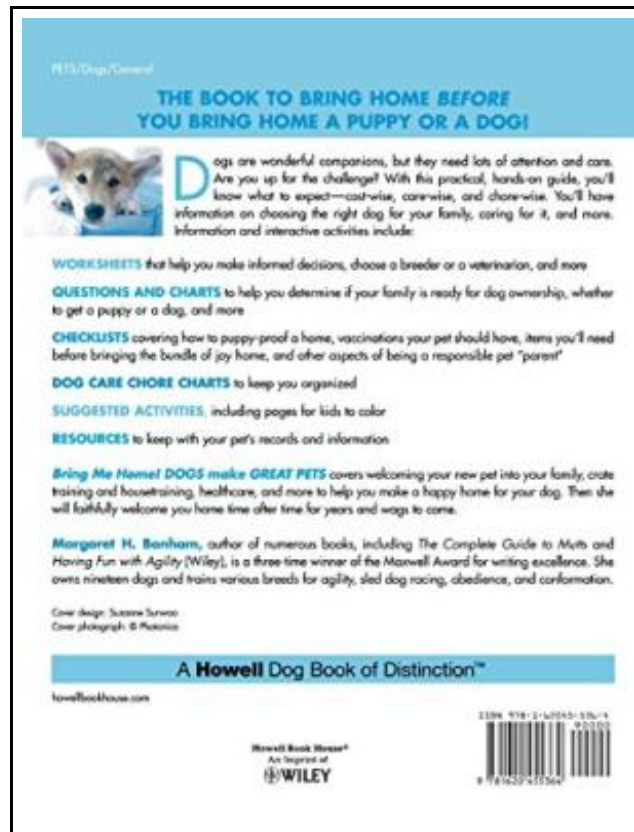 PETS/Dogs/General
THE BOOK TO BRING HOME BEFORE
YOU BRING HOME A PUPPY OR A DOG!
Dogs are wonderful companions, but they need lots of attention and care.
Are you up for the challenge? With this practical, hands-on guide, you'll
know what to expect—cost-wise, care-wise, and chore-wise. You'll have
information on choosing the right dog for your family, caring for it, and more.
Information and interactive activities include:
WORKSHEETS that help you make informed decisions, choose a breeder or a veterinarian, and more
QUESTIONS AND CHARTS to help you determine if your family is ready for dog ownership, whether
to get a puppy or a dog, and more
CHECKLISTS covering how to puppy-proof a home, vaccinations your pet should have, items you'll need
before bringing the bundle of joy home, and other aspects of being a responsible pet "parent"
DOG CARE CHORE CHARTS to keep you organized
SUGGESTED ACTIVITIES, including pages for kids to color
RESOURCES to keep with your pet's records and information
Bring Me Home! DOGS make GREAT PETS covers welcoming your new pet into your family, crate
training and housetraining, healthcare, and more to help you make a happy home for your dog. Then she
will faithfully welcome you home time after time for years and wags to come.
Margaret H. Bonham, author of numerous books, including The Complete Guide to Mutts and
Having Fun with Agility (Wiley), is a three-time winner of the Maxwell Award for writing excellence. She
owns nineteen dogs and trains various breeds for agility, sled dog racing, obedience, and conformation.
Cover design: Suzanne Sunwoo
Cover photograph: © Photonica
A Howell Dog Book of Distinction™
howellbookhouse.com
ISBN 978-1-62045-536-4
90000
Howell Book House®
An Imprint of
WILEY
9 781620 455364